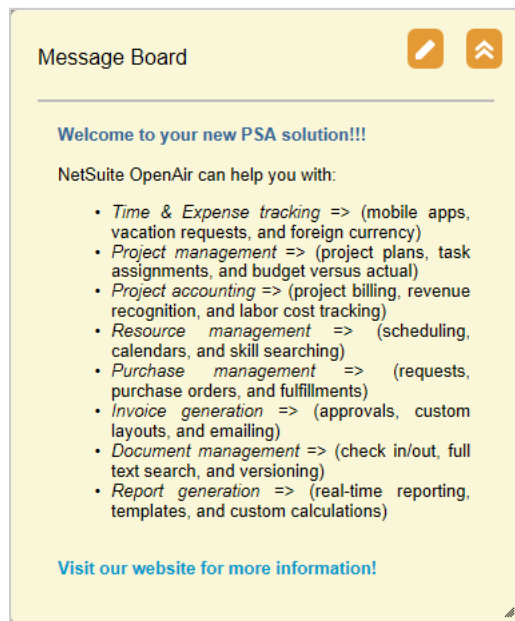 Message Board
Welcome to your new PSA solution!!!
NetSuite OpenAir can help you with:
• Time & Expense tracking => (mobile apps,
vacation requests, and foreign currency)
• Project management => (project plans, task
assignments, and budget versus actual)
• Project accounting => (project billing, revenue
recognition, and labor cost tracking)
• Resource management => (scheduling,
calendars, and skill searching)
• Purchase management => (requests,
purchase orders, and fulfillments)
• Invoice generation => (approvals, custom
layouts, and emailing)
• Document management => (check in/out, full
text search, and versioning)
• Report generation => (real-time reporting,
templates, and custom calculations)
Visit our website for more information!